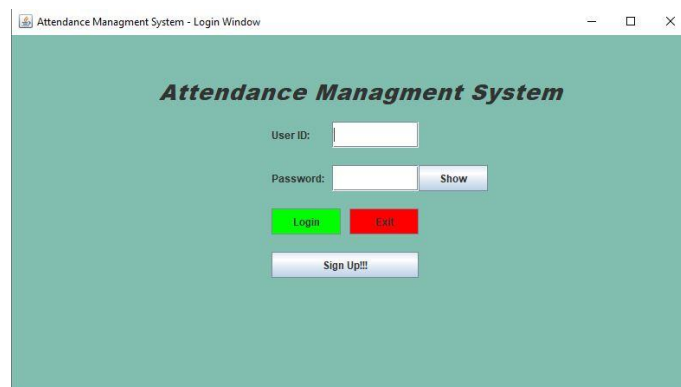 Attendance Managment System - Login Window
Attendance Managment System
User ID:
Password: Show
Login Exit
Sign Up!!!